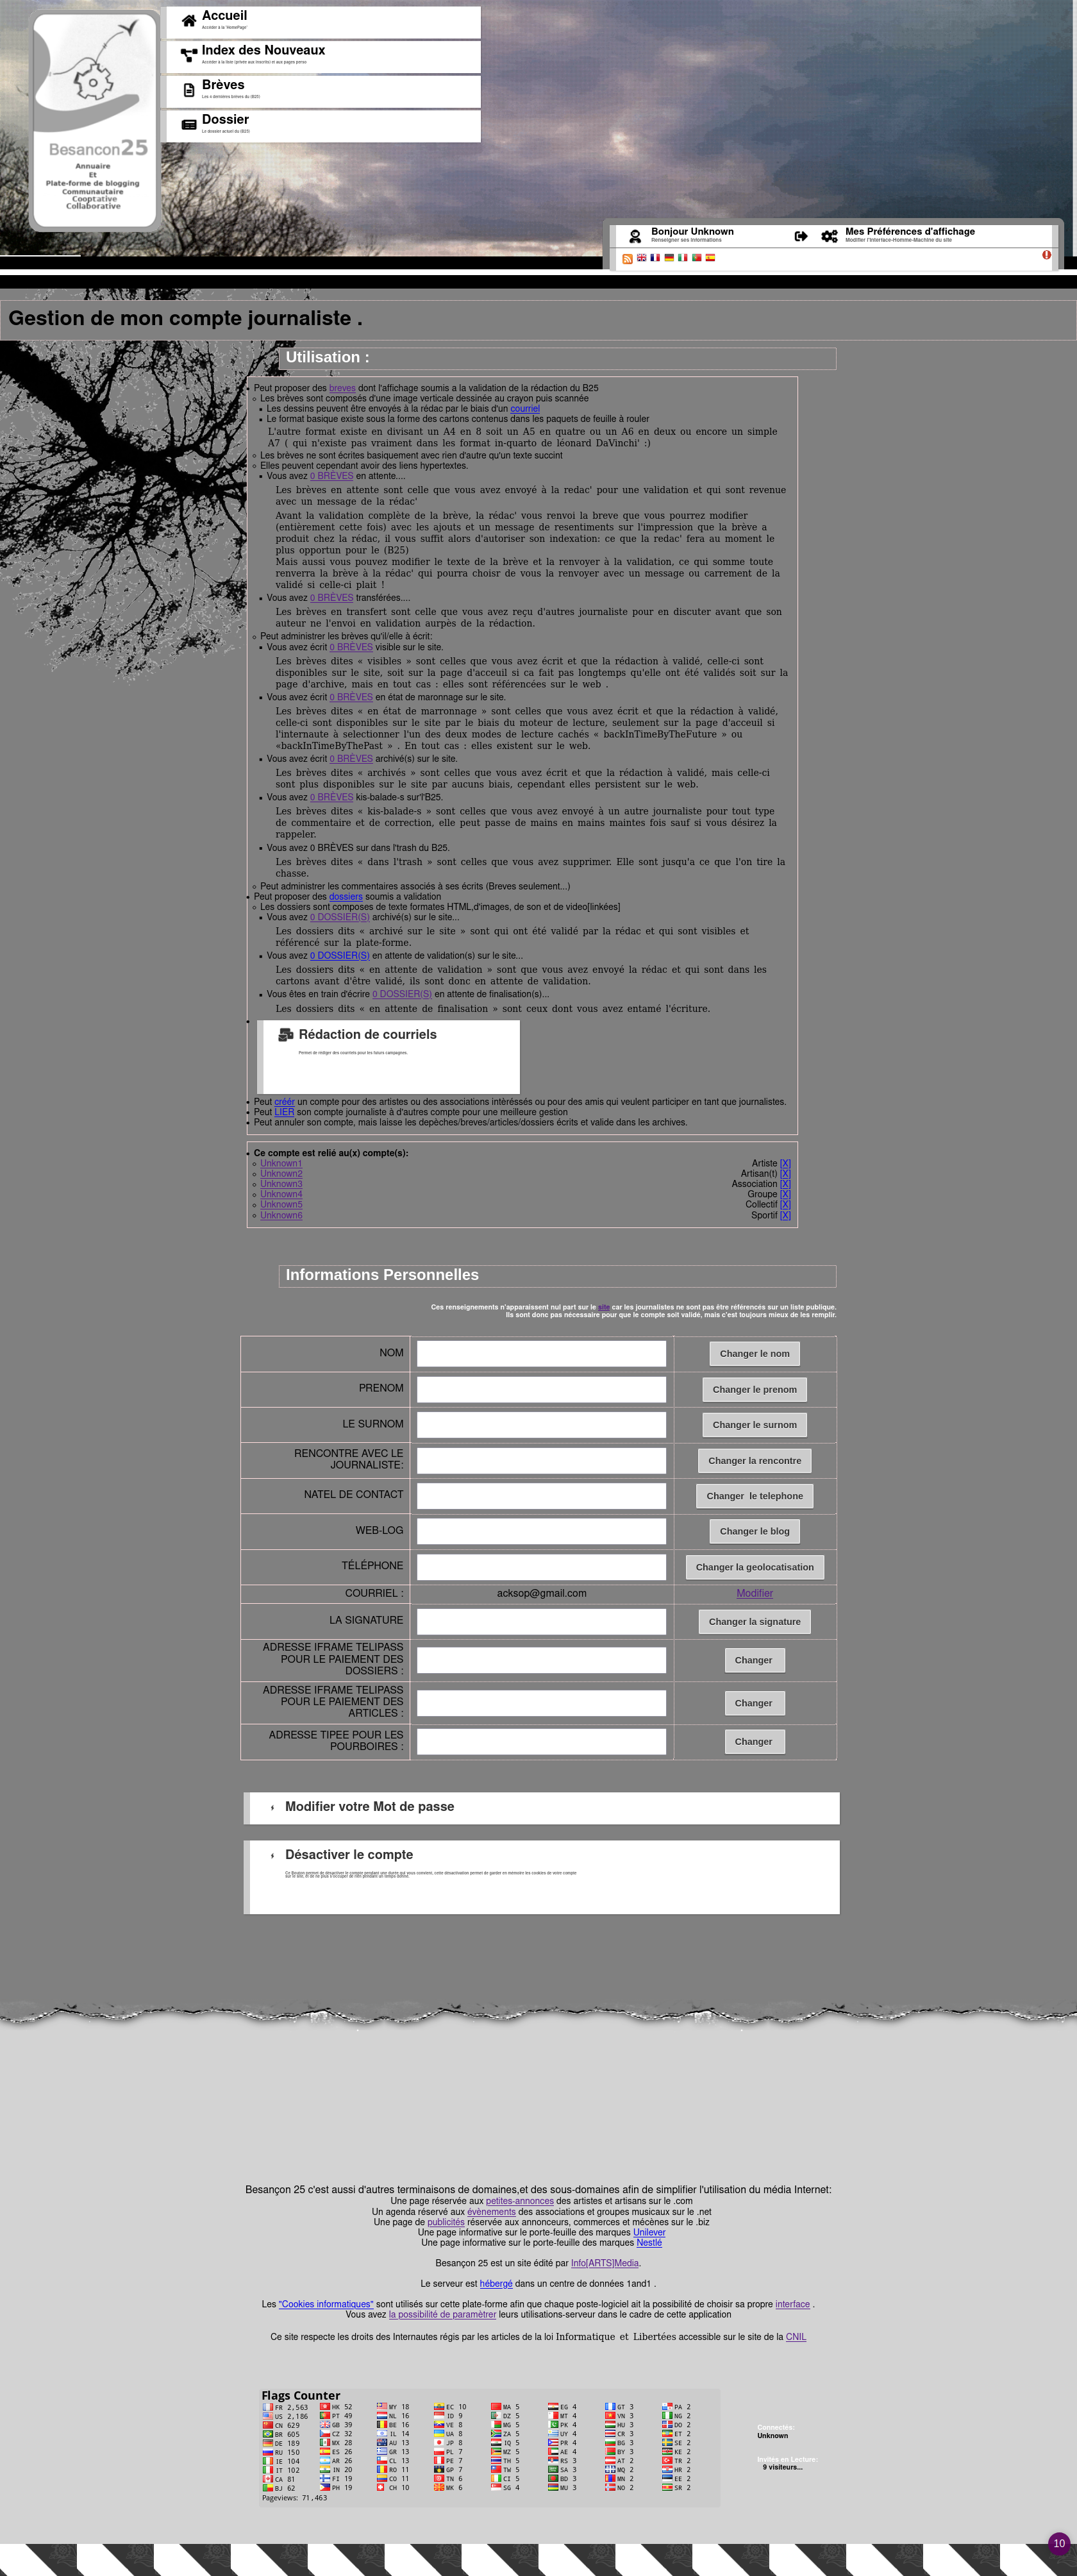 Accueil
Accéder à la 'HomePage'
Index des Nouveaux
Brèves
Les x dernières brèves du (B25)
Dossier
Le dossier actuel du (B25)
Besancon25
Annuaire
Et
Plate-forme de blogging
Communautaire
Cooptative
Collaborative
Bonjour Unknown
Renseigner ses informations
Mes Préférences d'affichage
Modifier l'Interface-Homme-Machine du site
Gestion de mon compte journaliste .
Utilisation :
Peut proposer des breves dont l'affichage soumis a la validation de la rédaction du B25
Les brèves sont composés d'une image verticale dessinée au crayon puis scannée
Les dessins peuvent être envoyés à la rédac par le biais d'un courriel
Le format basique existe sous la forme des cartons contenus dans les paquets de feuille à rouler
L'autre format existe en divisant un A4 en 8 soit un A5 en quatre ou un A6 en deux ou encore un simple
A7 ( qui n'existe pas vraiment dans les format in-quarto de léonard DaVinchi' :)
Les brèves ne sont écrites basiquement avec rien d'autre qu'un texte succint
Elles peuvent cependant avoir des liens hypertextes.
Vous avez 0 BRÈVES en attente....
Les brèves en attente sont celle que vous avez envoyé à la redac' pour une validation et qui sont revenue
avec un message de la rédac'
Avant la validation complète de la brève, la rédac' vous renvoi la breve que vous pourrez modifier
(entièrement cette fois) avec les ajouts et un message de resentiments sur l'impression que la brève a
produit chez la rédac, il vous suffit alors d'autoriser son indexation: ce que la redac' fera au moment le
plus opportun pour le (B25)
Mais aussi vous pouvez modifier le texte de la brève et la renvoyer à la validation, ce qui somme toute
renverra la brève à la rédac' qui pourra choisir de vous la renvoyer avec un message ou carrement de la
validé si celle-ci plait !
Vous avez 0 BRÈVES transférées....
Les brèves en transfert sont celle que vous avez reçu d'autres journaliste pour en discuter avant que son
auteur ne l'envoi en validation aurpès de la rédaction.
Peut administrer les brèves qu'il/elle à écrit:
Vous avez écrit 0 BRÈVES visible sur le site.
Les brèves dites « visibles » sont celles que vous avez écrit et que la rédaction à validé, celle-ci sont
disponibles sur le site, soit sur la page d'acceuil si ca fait pas longtemps qu'elle ont été validés soit sur la
page d'archive, mais en tout cas : elles sont référencées sur le web .
Vous avez écrit 0 BRÈVES en état de maronnage sur le site.
Les brèves dites « en état de marronnage » sont celles que vous avez écrit et que la rédaction à validé,
celle-ci sont disponibles sur le site par le biais du moteur de lecture, seulement sur la page d'acceuil si
l'internaute à selectionner l'un des deux modes de lecture cachés « backInTimeByTheFuture » ou
«backInTimeByThePast » . En tout cas : elles existent sur le web.
Vous avez écrit 0 BRÈVES archivé(s) sur le site.
Les brèves dites « archivés » sont celles que vous avez écrit et que la rédaction à validé, mais celle-ci
sont plus disponibles sur le site par aucuns biais, cependant elles persistent sur le web.
Vous avez 0 BRÈVES kis-balade-s sur'l'B25.
Les brèves dites « kis-balade-s » sont celles que vous avez envoyé à un autre journaliste pour tout type
de commentaire et de correction, elle peut passe de mains en mains maintes fois sauf si vous désirez la
rappeler.
Vous avez 0 BRÈVES sur dans l'trash du B25.
Les brèves dites « dans l'trash » sont celles que vous avez supprimer. Elle sont jusqu'a ce que l'on tire la
chasse.
Peut administrer les commentaires associés à ses écrits (Breves seulement...)
Peut proposer des dossiers soumis a validation
Les dossiers sont composes de texte formates HTML,d'images, de son et de video[linkées]
Vous avez 0 DOSSIER(S) archivé(s) sur le site...
Les dossiers dits « archivé sur le site » sont qui ont été validé par la rédac et qui sont visibles et
référencé sur la plate-forme.
Vous avez 0 DOSSIER(S) en attente de validation(s) sur le site...
Les dossiers dits « en attente de validation » sont que vous avez envoyé la rédac et qui sont dans les
cartons avant d'être validé, ils sont donc en attente de validation.
Vous êtes en train d'écrire 0 DOSSIER(S) en attente de finalisation(s)...
Les dossiers dits « en attente de finalisation » sont ceux dont vous avez entamé l'écriture.
Rédaction de courriels
Permet de rédiger des courriels pour les futurs campagnes.
Peut créér un compte pour des artistes ou des associations intéréssés ou pour des amis qui veulent participer en tant que journalistes.
Peut LIER son compte journaliste à d'autres compte pour une meilleure gestion
Peut annuler son compte, mais laisse les depèches/breves/articles/dossiers écrits et valident dans les archives.
Ce compte est relié au(x) compte(s):
Unknown1 Artiste [X]
Unknown2 Artisan(t) [X]
Unknown3 Association [X]
Unknown4 Groupe [X]
Unknown5 Collectif [X]
Unknown6 Sportif [X]
Informations Personnelles
Ces renseignements n'apparaissent nul part sur le site car les journalistes ne sont pas être référencés sur un liste publique.
Ils sont donc pas nécessaire pour que le compte soit validé, mais c'est toujours mieux de les remplir.
NOM Changer le nom
PRENOM Changer le prenom
LE SURNOM Changer le surnom
RENCONTRE AVEC LE
JOURNALISTE: Changer la rencontre
NATEL DE CONTACT Changer le telephone
WEB-LOG Changer le blog
TÉLÉPHONE Changer la geolocatisation
COURRIEL : acksop@gmail.com Modifier
LA SIGNATURE Changer la signature
ADRESSE IFRAME TELIPASS
POUR LE PAIEMENT DES
DOSSIERS : Changer
ADRESSE IFRAME TELIPASS
POUR LE PAIEMENT DES
ARTICLES : Changer
ADRESSE TIPEE POUR LES
POURBOIRES : Changer
Modifier votre Mot de passe
Désactiver le compte
Besançon 25 c'est aussi d'autres terminaisons de domaines,et des sous-domaines afin de simplifier l'utilisation du média Internet:
Une page réservée aux petites-annonces des artistes et artisans sur le .com
Un agenda réservé aux évènements des associations et groupes musicaux sur le .net
Une page de publicités réservée aux annonceurs, commerces et mécènes sur le .biz
Une page informative sur le porte-feuille des marques Unilever
Une page informative sur le porte-feuille des marques Nestlé
Besançon 25 est un site édité par Info[ARTS]Media.
Le serveur est hébergé dans un centre de données 1and1 .
Les "Cookies informatiques" sont utilisés sur cette plate-forme afin que chaque poste-logiciel ait la possibilité de choisir sa propre interface .
Vous avez la possibilité de paramètrer leurs utilisations-serveur dans le cadre de cette application
Ce site respecte les droits des Internautes régis par les articles de la loi Informatique et Libertées accessible sur le site de la CNIL
Flags Counter
FR 2,563 HK 52 MY 18 EC 10 MA 5 EG 4 GT 3 PA 2
US 2,186 PT 49 NL 16 ID 9 DZ 5 MT 4 VN 3 NG 2
CN 629 GB 39 BE 16 VE 8 MG 5 PK 4 HU 3 DO 2
BR 605 CZ 32 IL 14 UA 8 ZA 5 UY 4 CR 3 ET 2
DE 189 MX 28 AU 13 JP 8 IQ 5 PR 4 BG 3 SE 2
RU 150 ES 26 GR 13 PL 7 MZ 5 AE 4 BY 3 KE 2
IE 104 AR 26 CL 13 PE 7 TH 5 RS 3 AT 2 TR 2
IT 102 IN 20 RO 11 GP 7 TW 5 SA 3 MQ 2 HR 2
CA 81 FI 19 CO 11 TN 6 CI 5 BD 3 MN 2 EE 2
BJ 62 PH 19 CH 10 MK 6 SG 4 MU 3 NO 2 SR 2
Pageviews: 71,463
Connectés:
Unknown
Invités en Lecture:
9 visiteurs...
10